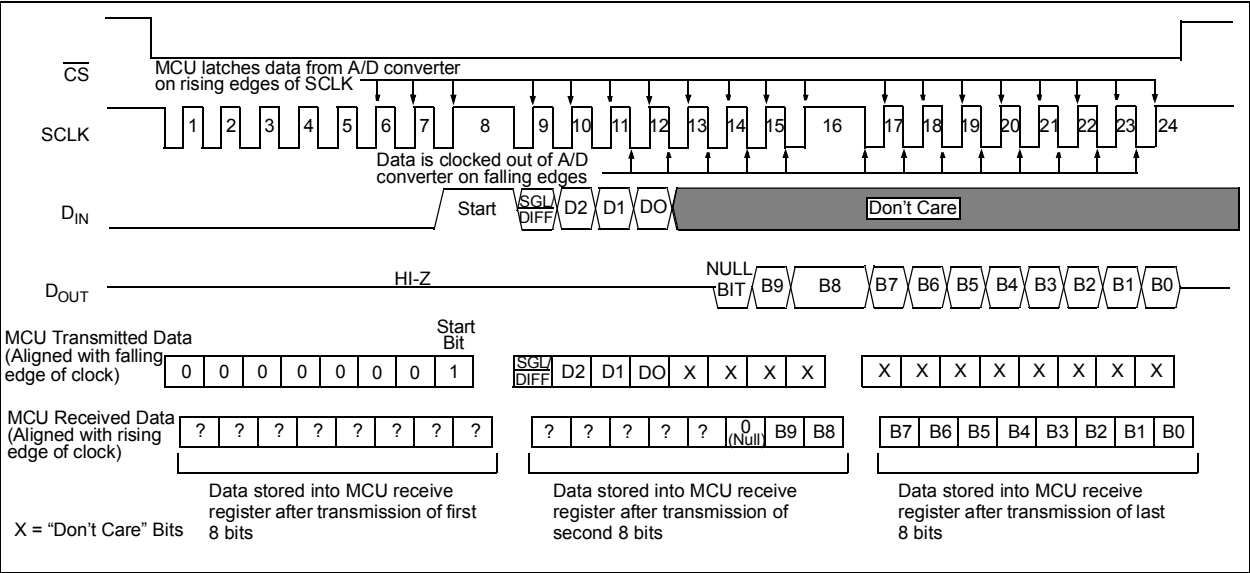 CS
MCU latches data from A/D converter
on rising edges of SCLK
SCLK
1 2 3 4 5 6 7 8 9 10 11 12 13 14 15 16 17 18 19 20 21 22 23 24
Data is clocked out of A/D
converter on falling edges
DIN
Start SGL/ DIFF D2 D1 DO Don't Care
DOUT
HI-Z
NULL
BIT B9 B8 B7 B6 B5 B4 B3 B2 B1 B0
MCU Transmitted Data
(Aligned with falling
edge of clock)
Start
Bit
0 0 0 0 0 0 0 1
SGL/ DIFF D2 D1 DO X X X X
X X X X X X X X
MCU Received Data
(Aligned with rising
edge of clock)
? ? ? ? ? ? ? ?
? ? ? ? ? 0 (Null) B9 B8
B7 B6 B5 B4 B3 B2 B1 B0
Data stored into MCU receive
register after transmission of first
8 bits
Data stored into MCU receive
register after transmission of
second 8 bits
Data stored into MCU receive
register after transmission of last
8 bits
X = “Don't Care” Bits